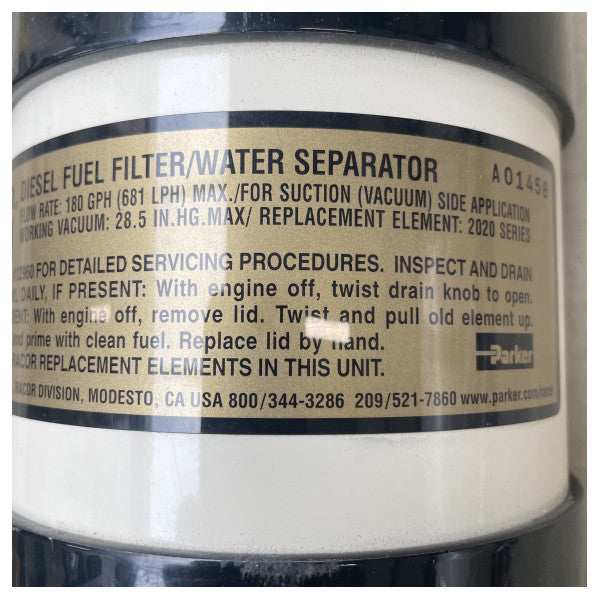 DIESEL FUEL FILTER/WATER SEPARATOR A01458
FLOW RATE: 180 GPH (681 LPH) MAX./FOR SUCTION (VACUUM) SIDE APPLICATION
WORKING VACUUM: 28.5 IN.HG.MAX/ REPLACEMENT ELEMENT: 2020 SERIES
FOR DETAILED SERVICING PROCEDURES. INSPECT AND DRAIN
DAILY, IF PRESENT: With engine off, twist drain knob to open.
With engine off, remove lid. Twist and pull old element up.
and prime with clean fuel. Replace lid by hand.
RACOR REPLACEMENT ELEMENTS IN THIS UNIT.
Parker
RACOR DIVISION, MODESTO, CA USA 800/344-3286 209/521-7860 www.parker.com/racor